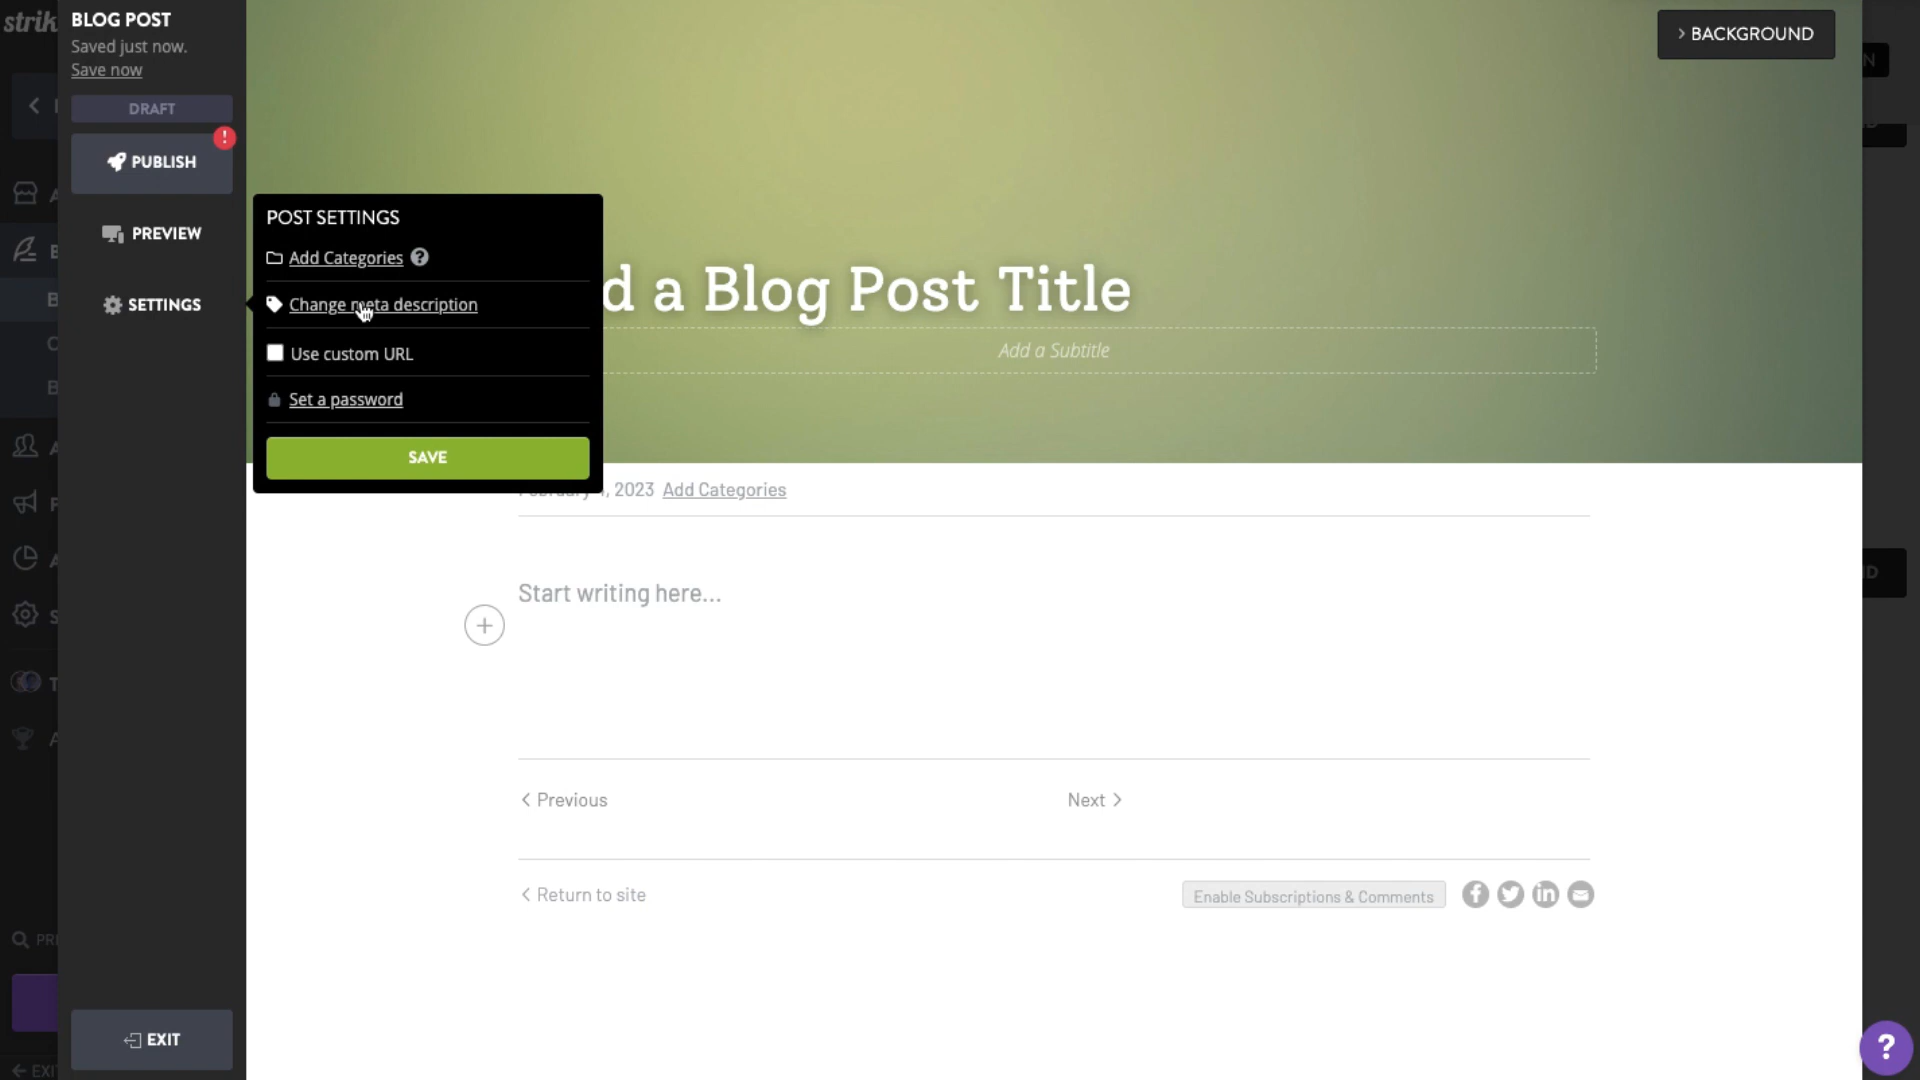 BLOG POST
Saved just now.
Save now
DRAFT
PUBLISH
PREVIEW
SETTINGS
POST SETTINGS
Add Categories
Change meta description
Use custom URL
Set a password
SAVE
BACKGROUND
a Blog Post Title
Add a Subtitle
2023 Add Categories
Start writing here...
Previous
Next
Return to site
Enable Subscriptions & Comments
EXIT